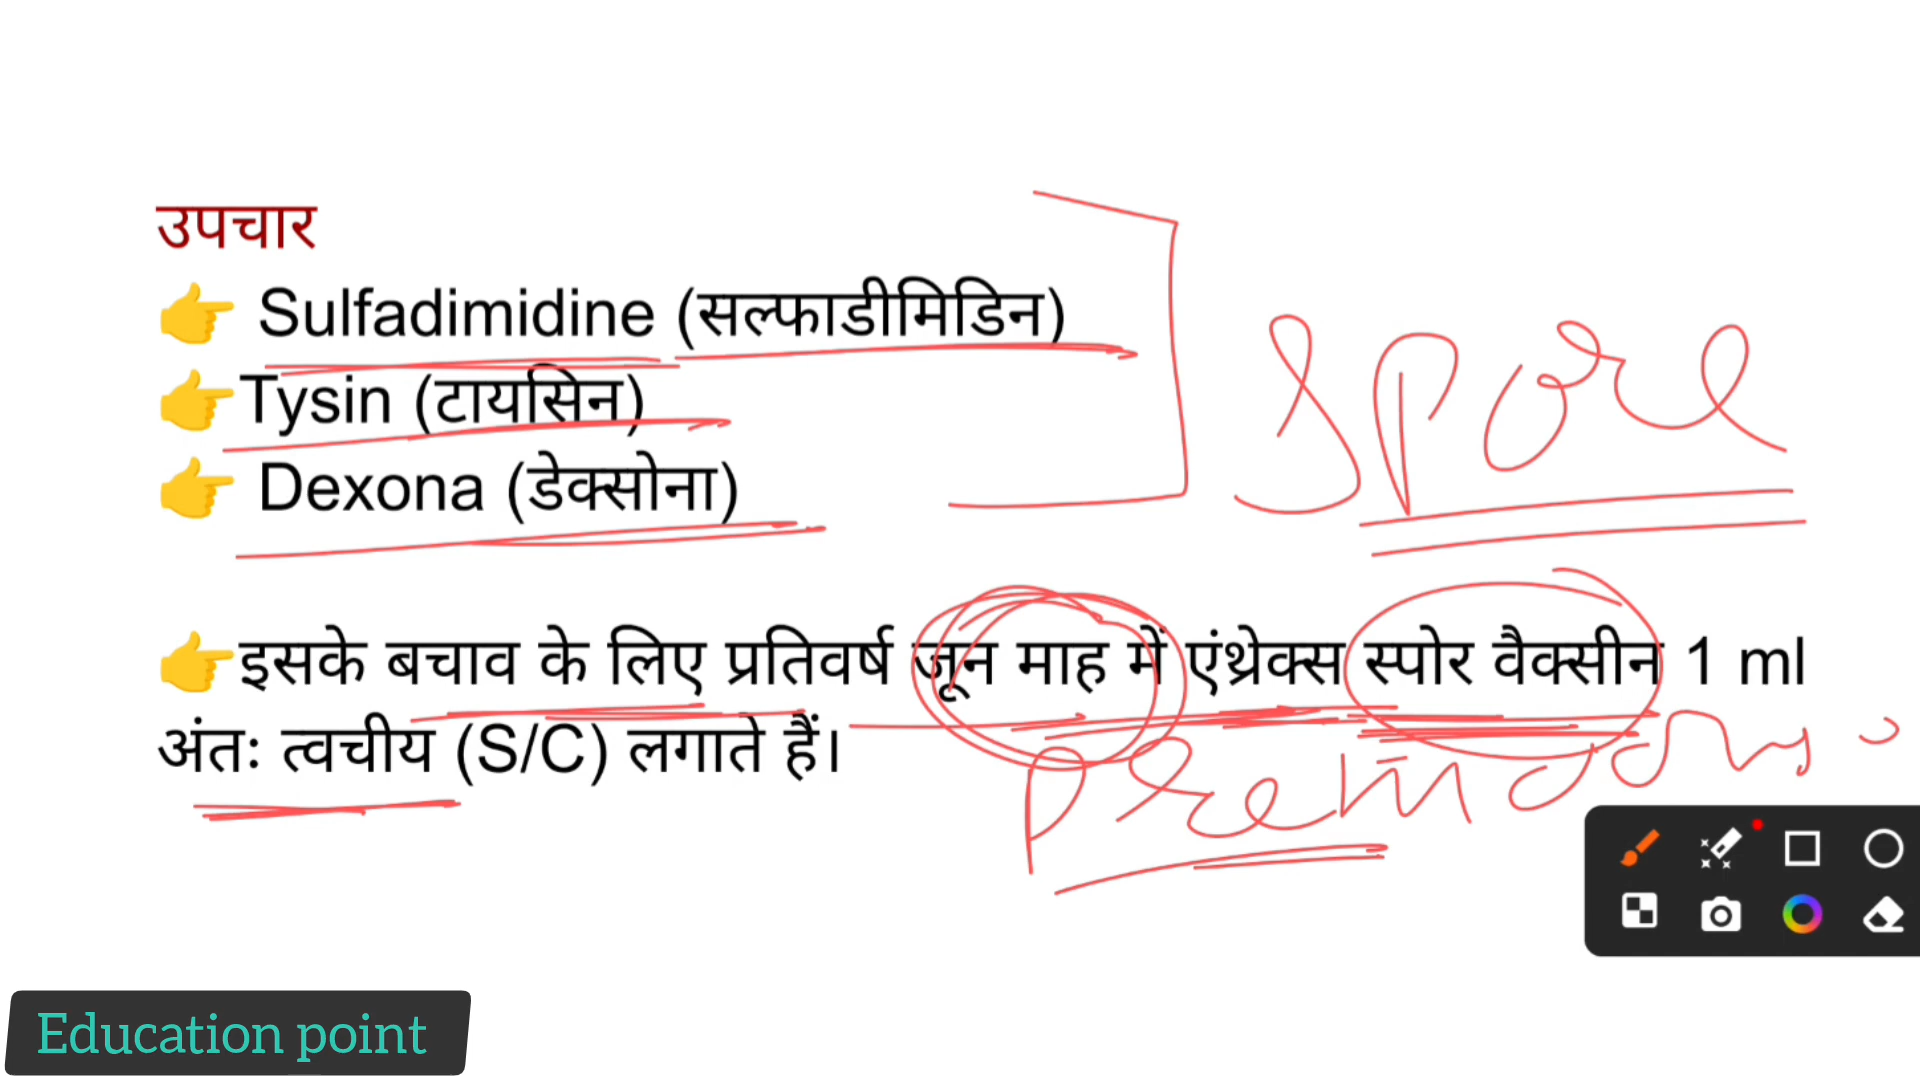 उपचार
👉 Sulfadimidine (सल्फाडीमिडिन)
👉Tysin (टायसिन)
👉 Dexona (डेक्सोना)
Spore
👉इसके बचाव के लिए प्रतिवर्ष जून माह में एंथ्रेक्स स्पोर वैक्सीन 1 ml
अंतः त्वचीय (S/C) लगाते हैं।
Education point